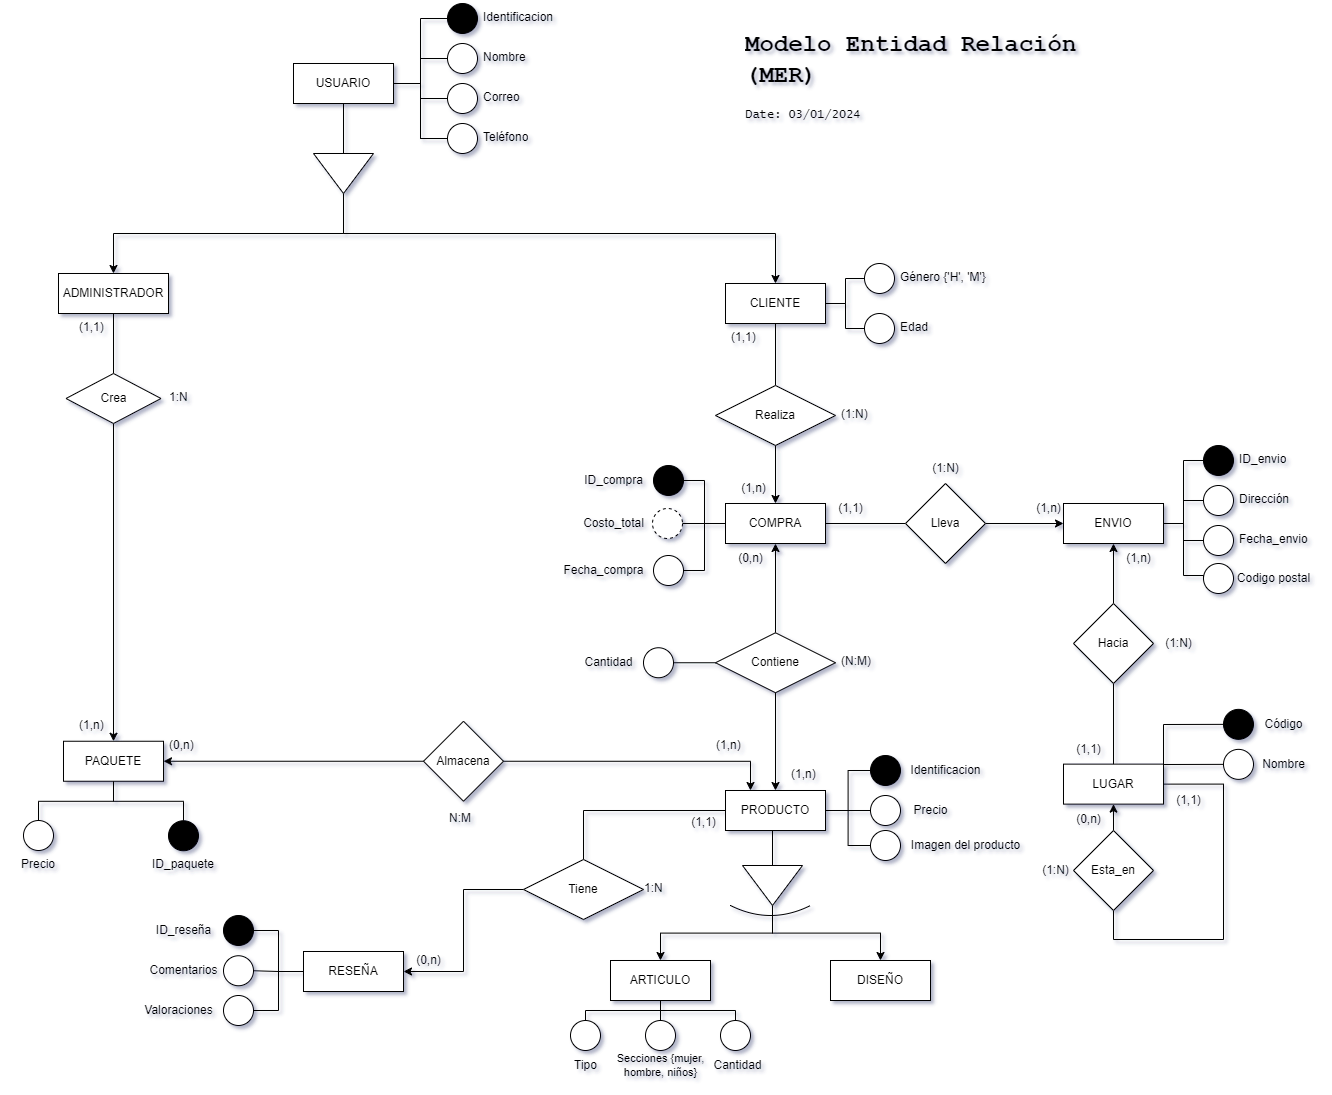 Identificacion
Modelo Entidad Relación
(MER)
Nombre
USUARIO
Correo
Date: 03/01/2024
Teléfono
Género {'H', 'M'}
ADMINISTRADOR
CLIENTE
(1,1)
Edad
(1,1)
Crea
1:N
Realiza
(1:N)
ID_envio
(1:N)
ID_compra
(1,n)
Dirección
(1,1)
(1,n)
Costo_total
COMPRA
Lleva
ENVIO
Fecha_envio
(0,n)
(1,n)
Fecha_compra
Codigo postal
Hacia
(1:N)
Cantidad
Contiene
(N:M)
(1,n)
Código
(0,n)
(1,n)
(1,1)
PAQUETE
Almacena
Nombre
(1,n)
Identificacion
LUGAR
(1,1)
PRODUCTO
Precio
N:M
(1,1)
(0,n)
Imagen del producto
Precio
ID_paquete
(1:N)
Esta_en
Tiene
1:N
ID_reseña
(0,n)
Comentarios
RESEÑA
ARTICULO
DISEÑO
Valoraciones
Tipo
Secciones {mujer,
hombre, niños}
Cantidad